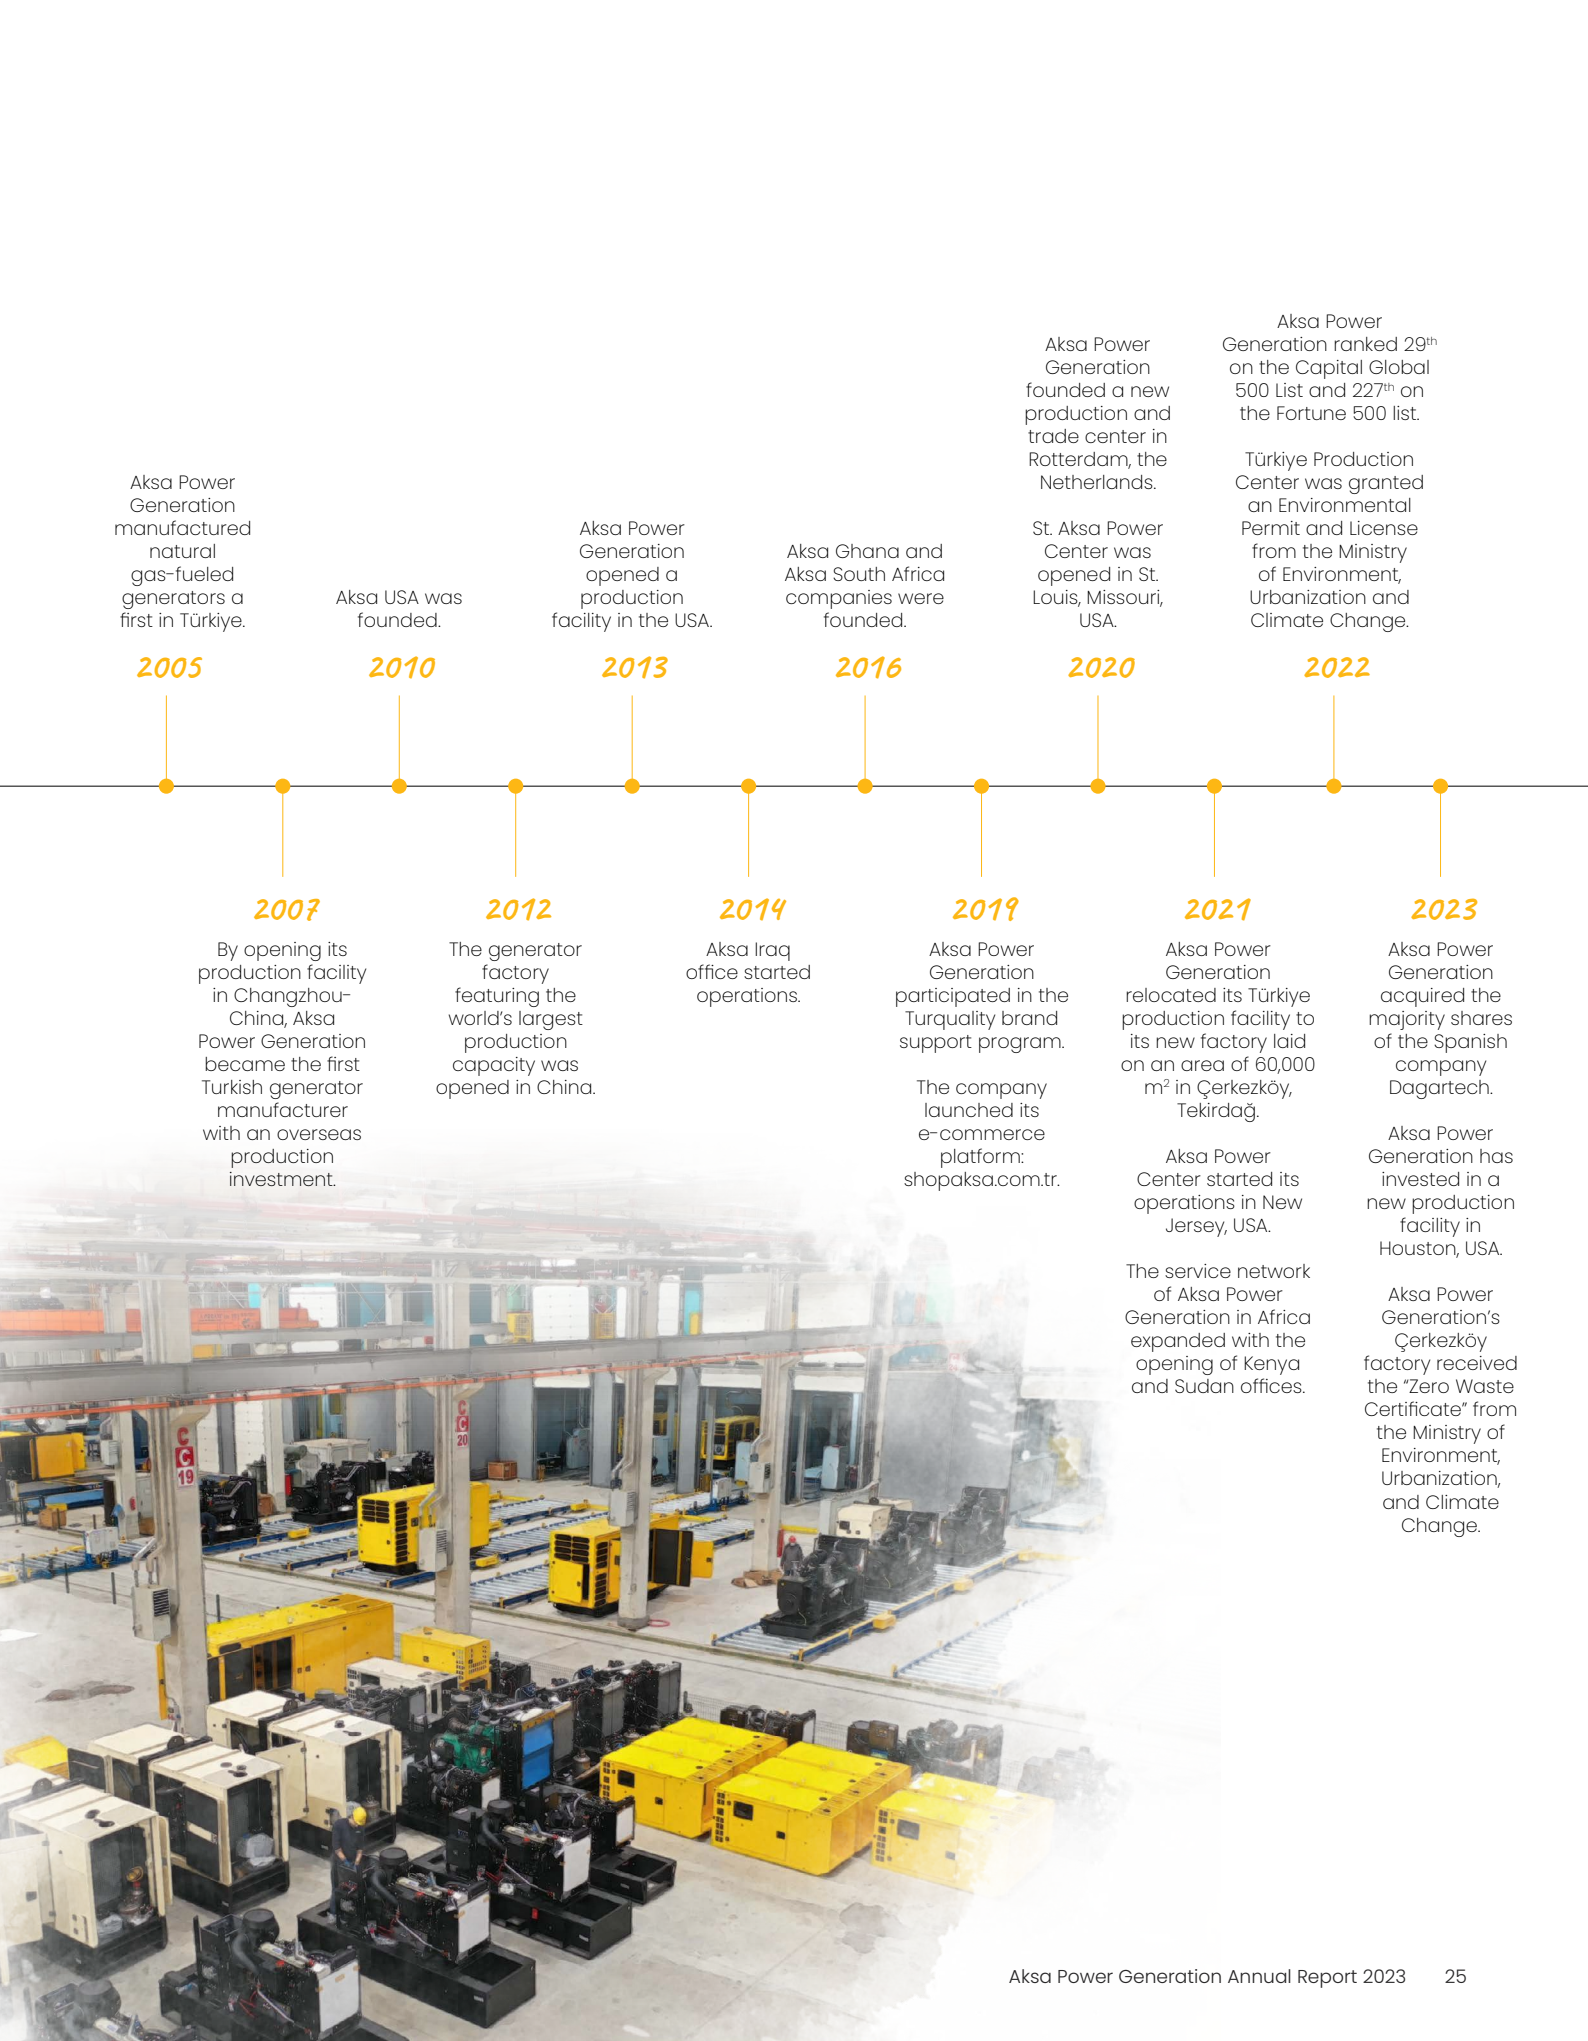 Aksa Power
Generation
manufactured
natural
gas-fueled
generators a
first in Türkiye.
2005
Aksa USA was
founded.
2010
Aksa Power
Generation
opened a
production
facility in the USA.
2013
Aksa Ghana and
Aksa South Africa
companies were
founded.
2016
Aksa Power
Generation
founded a new
production and
trade center in
Rotterdam, the
Netherlands.
St. Aksa Power
Center was
opened in St.
Louis, Missouri,
USA.
2020
Aksa Power
Generation ranked 29th
on the Capital Global
500 List and 227th on
the Fortune 500 list.
Türkiye Production
Center was granted
an Environmental
Permit and License
from the Ministry
of Environment,
Urbanization and
Climate Change.
2022
2007
By opening its
production facility
in Changzhou-
China, Aksa
Power Generation
became the first
Turkish generator
manufacturer
with an overseas
production
investment.
2012
The generator
factory
featuring the
world's largest
production
capacity was
opened in China.
2014
Aksa Iraq
office started
operations.
2019
Aksa Power
Generation
participated in the
Turquality brand
support program.
The company
launched its
e-commerce
platform:
shopaksa.com.tr.
2021
Aksa Power
Generation
relocated its Türkiye
production facility to
its new factory laid
on an area of 60,000
m² in Çerkezköy,
Tekirdağ.
Aksa Power
Center started its
operations in New
Jersey, USA.
The service network
of Aksa Power
Generation in Africa
expanded with the
opening of Kenya
and Sudan offices.
2023
Aksa Power
Generation
acquired the
majority shares
of the Spanish
company
Dagartech.
Aksa Power
Generation has
invested in a
new production
facility in
Houston, USA.
Aksa Power
Generation's
Çerkezköy
factory received
the “Zero Waste
Certificate” from
the Ministry of
Environment,
Urbanization,
and Climate
Change.
C
C
19
C
C
20
Aksa Power Generation Annual Report 2023 25